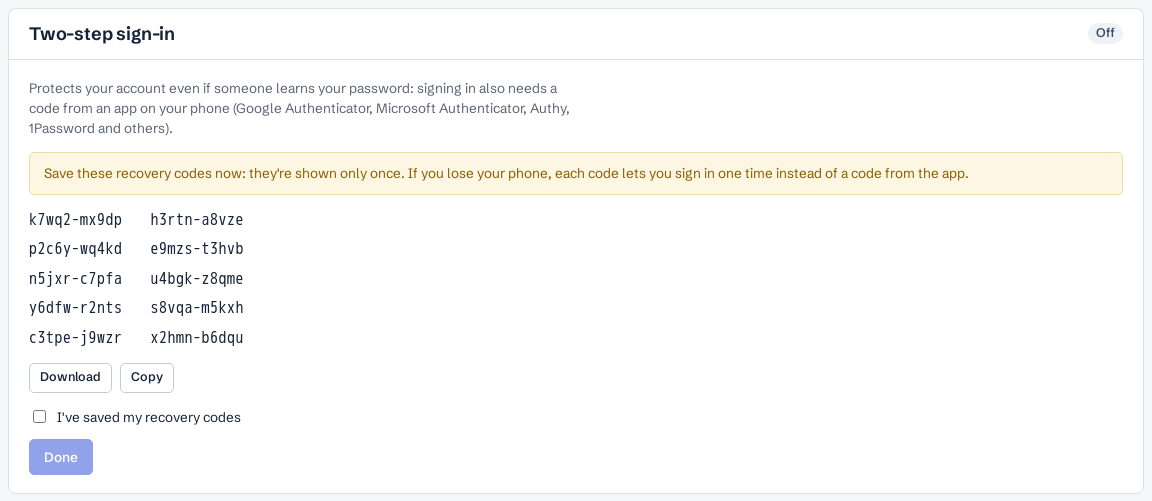 Two-step sign-in
Off
Protects your account even if someone learns your password: signing in also needs a
code from an app on your phone (Google Authenticator, Microsoft Authenticator, Authy,
1Password and others).
Save these recovery codes now: they're shown only once. If you lose your phone, each code lets you sign in one time instead of a code from the app.
k7wq2-mx9dp h3rtn-a8vze
p2c6y-wq4kd e9mzs-t3hvb
n5jxr-c7pfa u4bgk-z8qme
y6dfw-r2nts s8vqa-m5kxh
c3tpe-j9wzr x2hmn-b6dqu
Download Copy
I've saved my recovery codes
Done